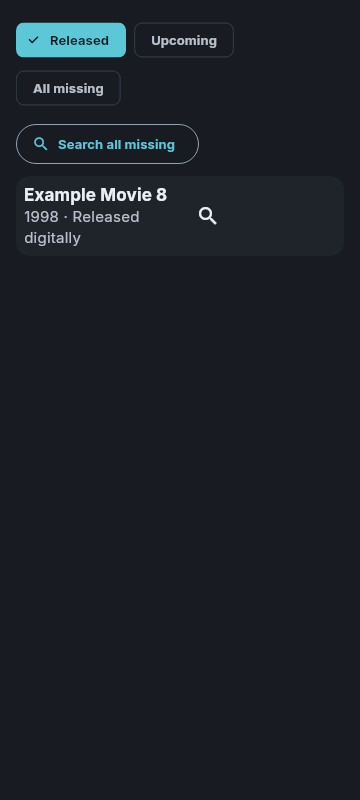 Released
Upcoming
All missing
Search all missing
Example Movie 8
1998 · Released
digitally